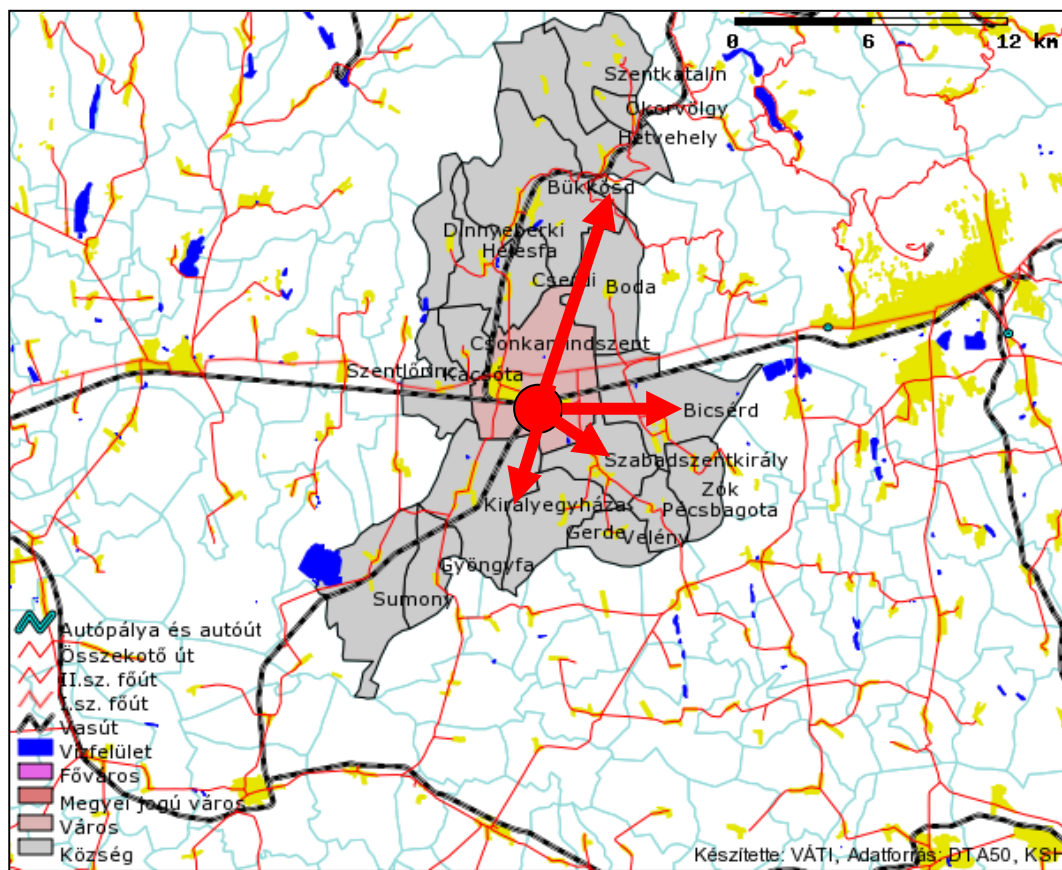 0 6 12 km
Szentkatalin
Okorvölgy
Hetvehely
Bükkösd
Dinnyeberki
Helesfa
Cserdi
Boda
Csonkamindszent
Szentlőrinc
Kacsóta
Bicsérd
Szabadszentkirály
Zók
Királyegyháza
Pécsbagota
Gerde
Velény
Gyöngyfa
Sumony
Autópálya és autóút
Összekotő út
II.sz. főút
I.sz. főút
Vasút
Vízfelület
Főváros
Megyei jogú város
Város
Község
Készítette: VÁTI, Adatforrás: DTA50, KSH